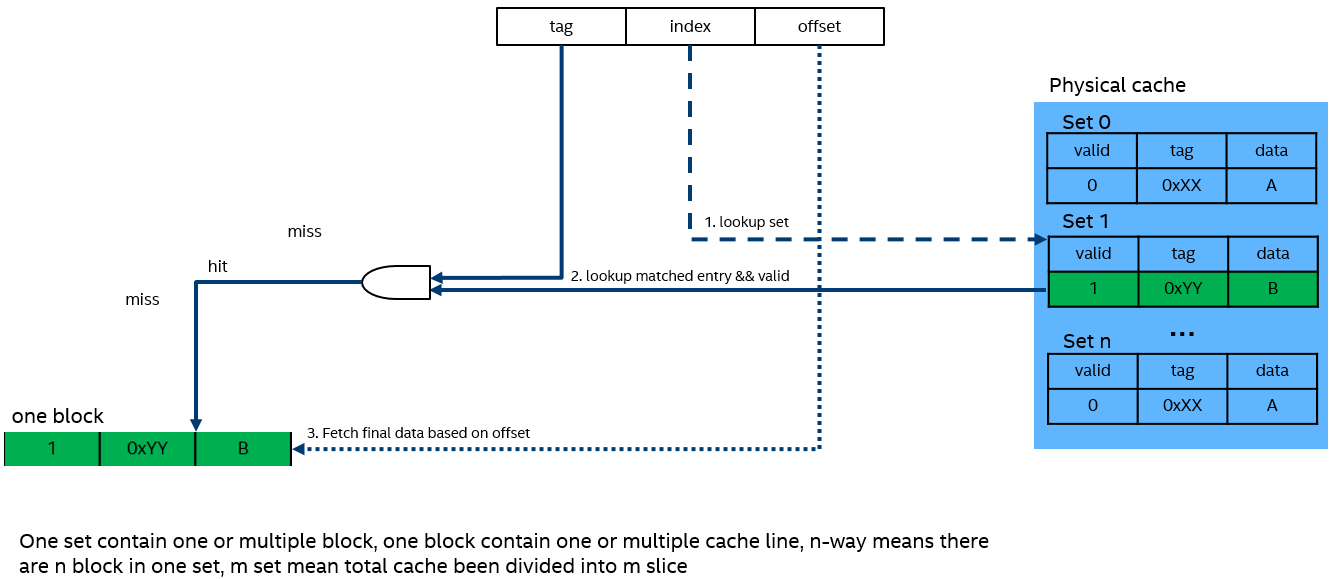 tag index offset
Physical cache
Set 0
valid tag data
0 0xXX A
1. lookup set
Set 1
miss
valid tag data
hit
2. lookup matched entry && valid
1 0xYY B
miss
...
Set n
valid tag data
0 0xXX A
one block
3. Fetch final data based on offset
1 0xYY B
One set contain one or multiple block, one block contain one or multiple cache line, n-way means there
are n block in one set, m set mean total cache been divided into m slice